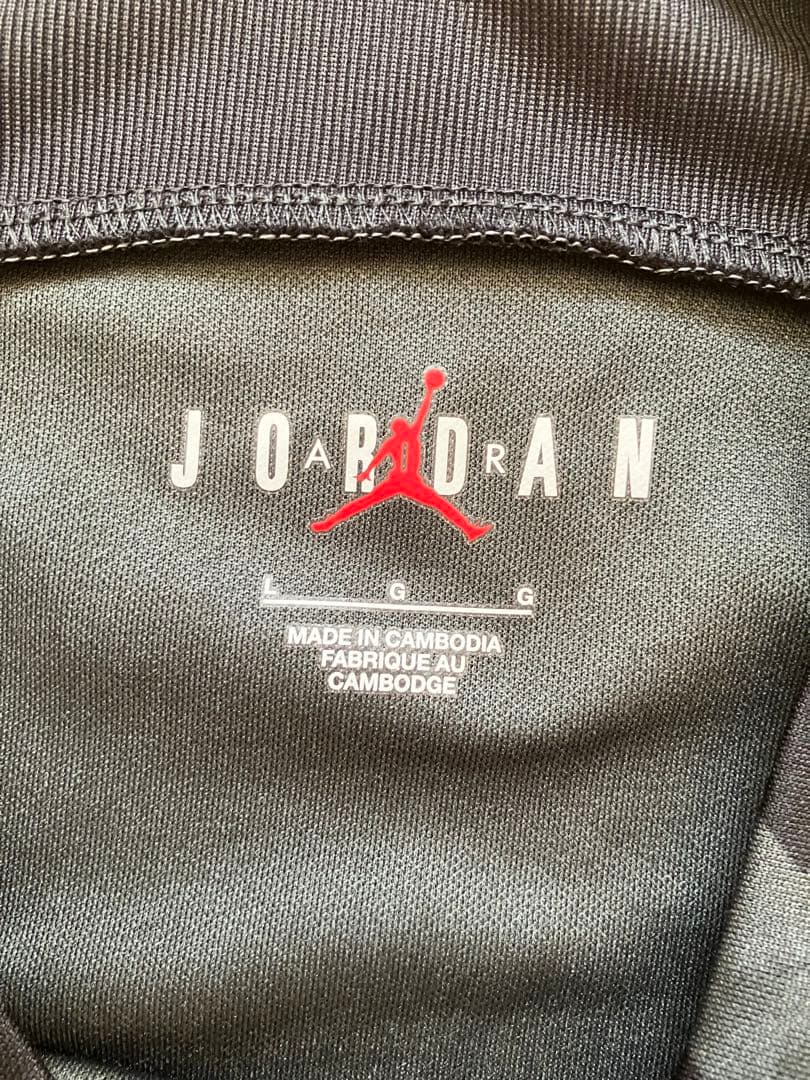 JORDAN
AIR
L G G
MADE IN CAMBODIA
FABRIQUE AU
CAMBODGE